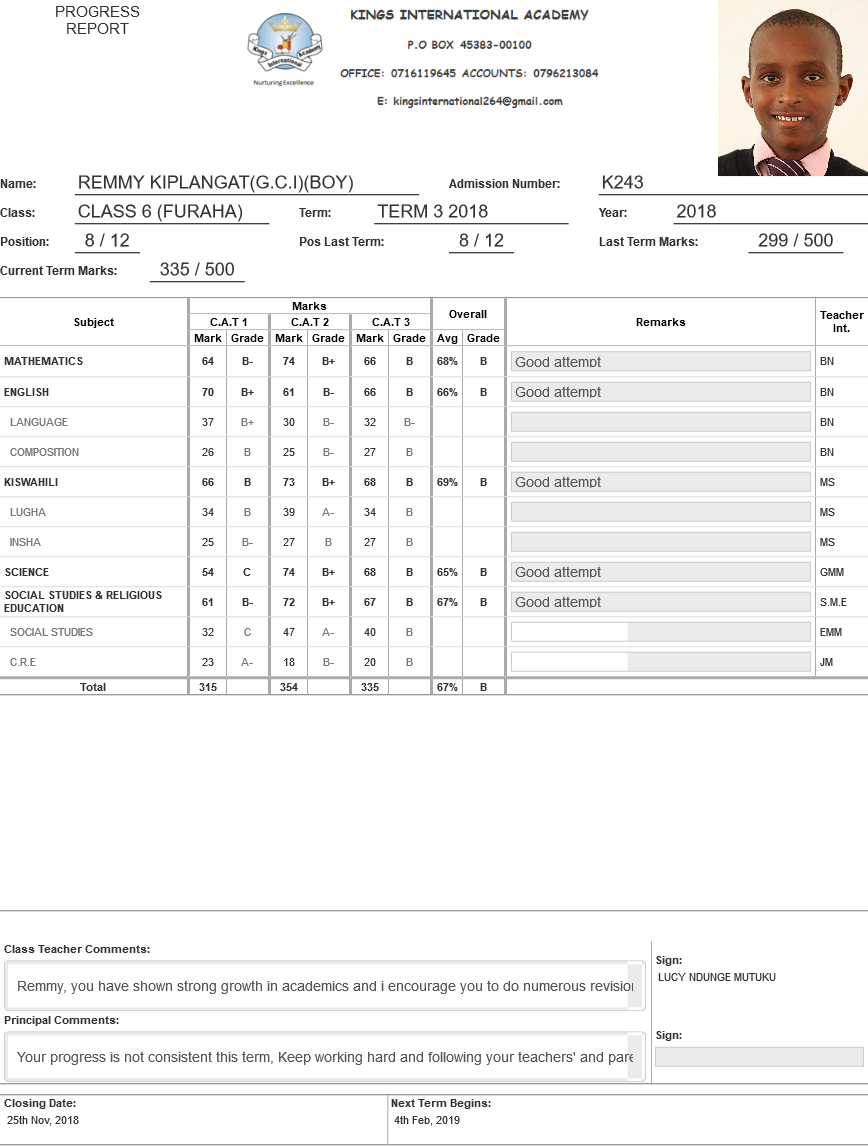 PROGRESS
REPORT
KINGS INTERNATIONAL ACADEMY
P.O BOX 45383-00100
OFFICE: 0716119645 ACCOUNTS: 0796213084
E: kingsinternational264@gmail.com
Kings Academy
International
Nurturing Excellence
Name: REMMY KIPLANGAT(G.C.I)(BOY) Admission Number: K243
Class: CLASS 6 (FURAHA) Term: TERM 3 2018 Year: 2018
Position: 8 / 12 Pos Last Term: 8 / 12 Last Term Marks: 299 / 500
Current Term Marks: 335 / 500
Subject Marks Overall Remarks Teacher Int.
C.A.T 1 C.A.T 2 C.A.T 3
Mark Grade Mark Grade Mark Grade Avg Grade
MATHEMATICS 64 B- 74 B+ 66 B 68% B Good attempt BN
ENGLISH 70 B+ 61 B- 66 B 66% B Good attempt BN
LANGUAGE 37 B+ 30 B- 32 B- BN
COMPOSITION 26 B 25 B- 27 B BN
KISWAHILI 66 B 73 B+ 68 B 69% B Good attempt MS
LUGHA 34 B 39 A- 34 B MS
INSHA 25 B- 27 B 27 B MS
SCIENCE 54 C 74 B+ 68 B 65% B Good attempt GMM
SOCIAL STUDIES & RELIGIOUS
EDUCATION 61 B- 72 B+ 67 B 67% B Good attempt S.M.E
SOCIAL STUDIES 32 C 47 A- 40 B EMM
C.R.E 23 A- 18 B- 20 B JM
Total 315 354 335 67% B
Class Teacher Comments:
Remmy, you have shown strong growth in academics and i encourage you to do numerous revision
Sign:
LUCY NDUNGE MUTUKU
Principal Comments:
Your progress is not consistent this term, Keep working hard and following your teachers' and pare
Sign:
Closing Date: Next Term Begins:
25th Nov, 2018 4th Feb, 2019